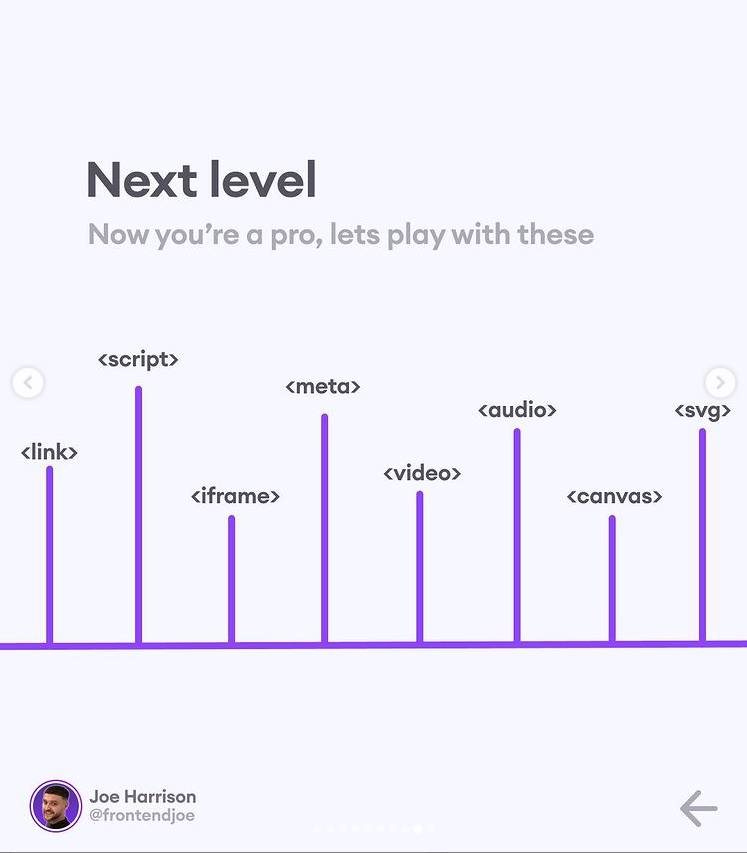 Next level
Now you're a pro, lets play with these
<link>
<script>
<iframe>
<meta>
<video>
<audio>
<canvas>
<svg>
Joe Harrison
@frontendjoe